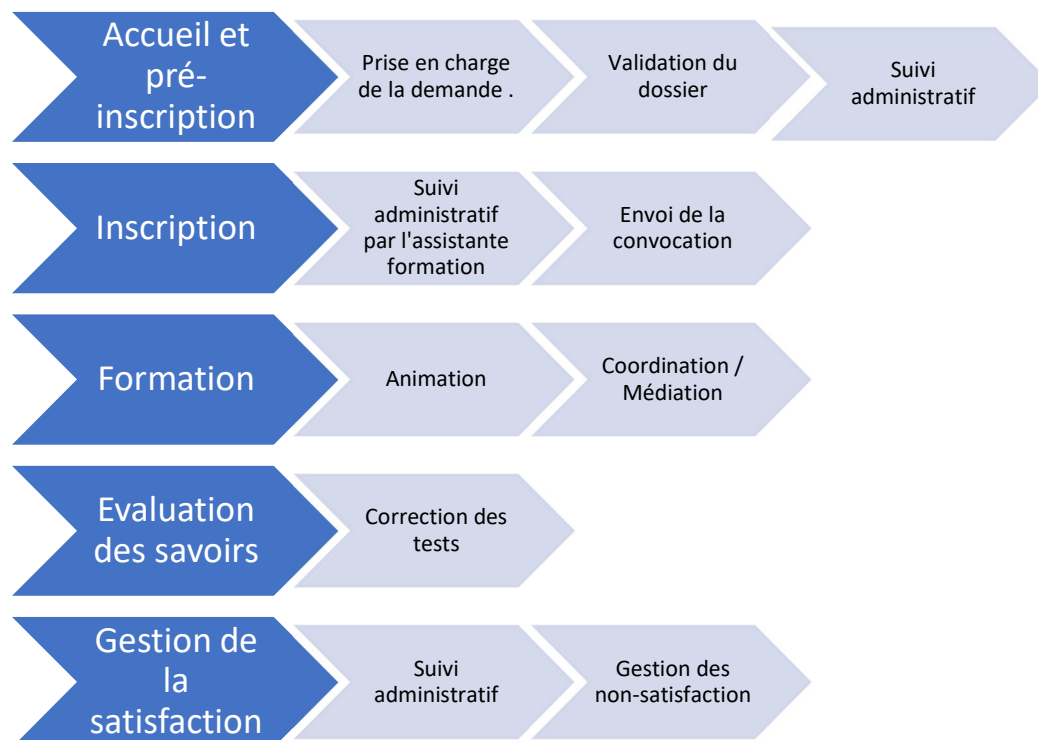 Accueil et
pré-
inscription
Prise en charge
de la demande .
Validation du
dossier
Suivi
administratif
Inscription
Suivi
administratif
par l'assistante
formation
Envoi de la
convocation
Formation
Animation
Coordination /
Médiation
Evaluation
des savoirs
Correction des
tests
Gestion de
la
satisfaction
Suivi
administratif
Gestion des
non-satisfaction